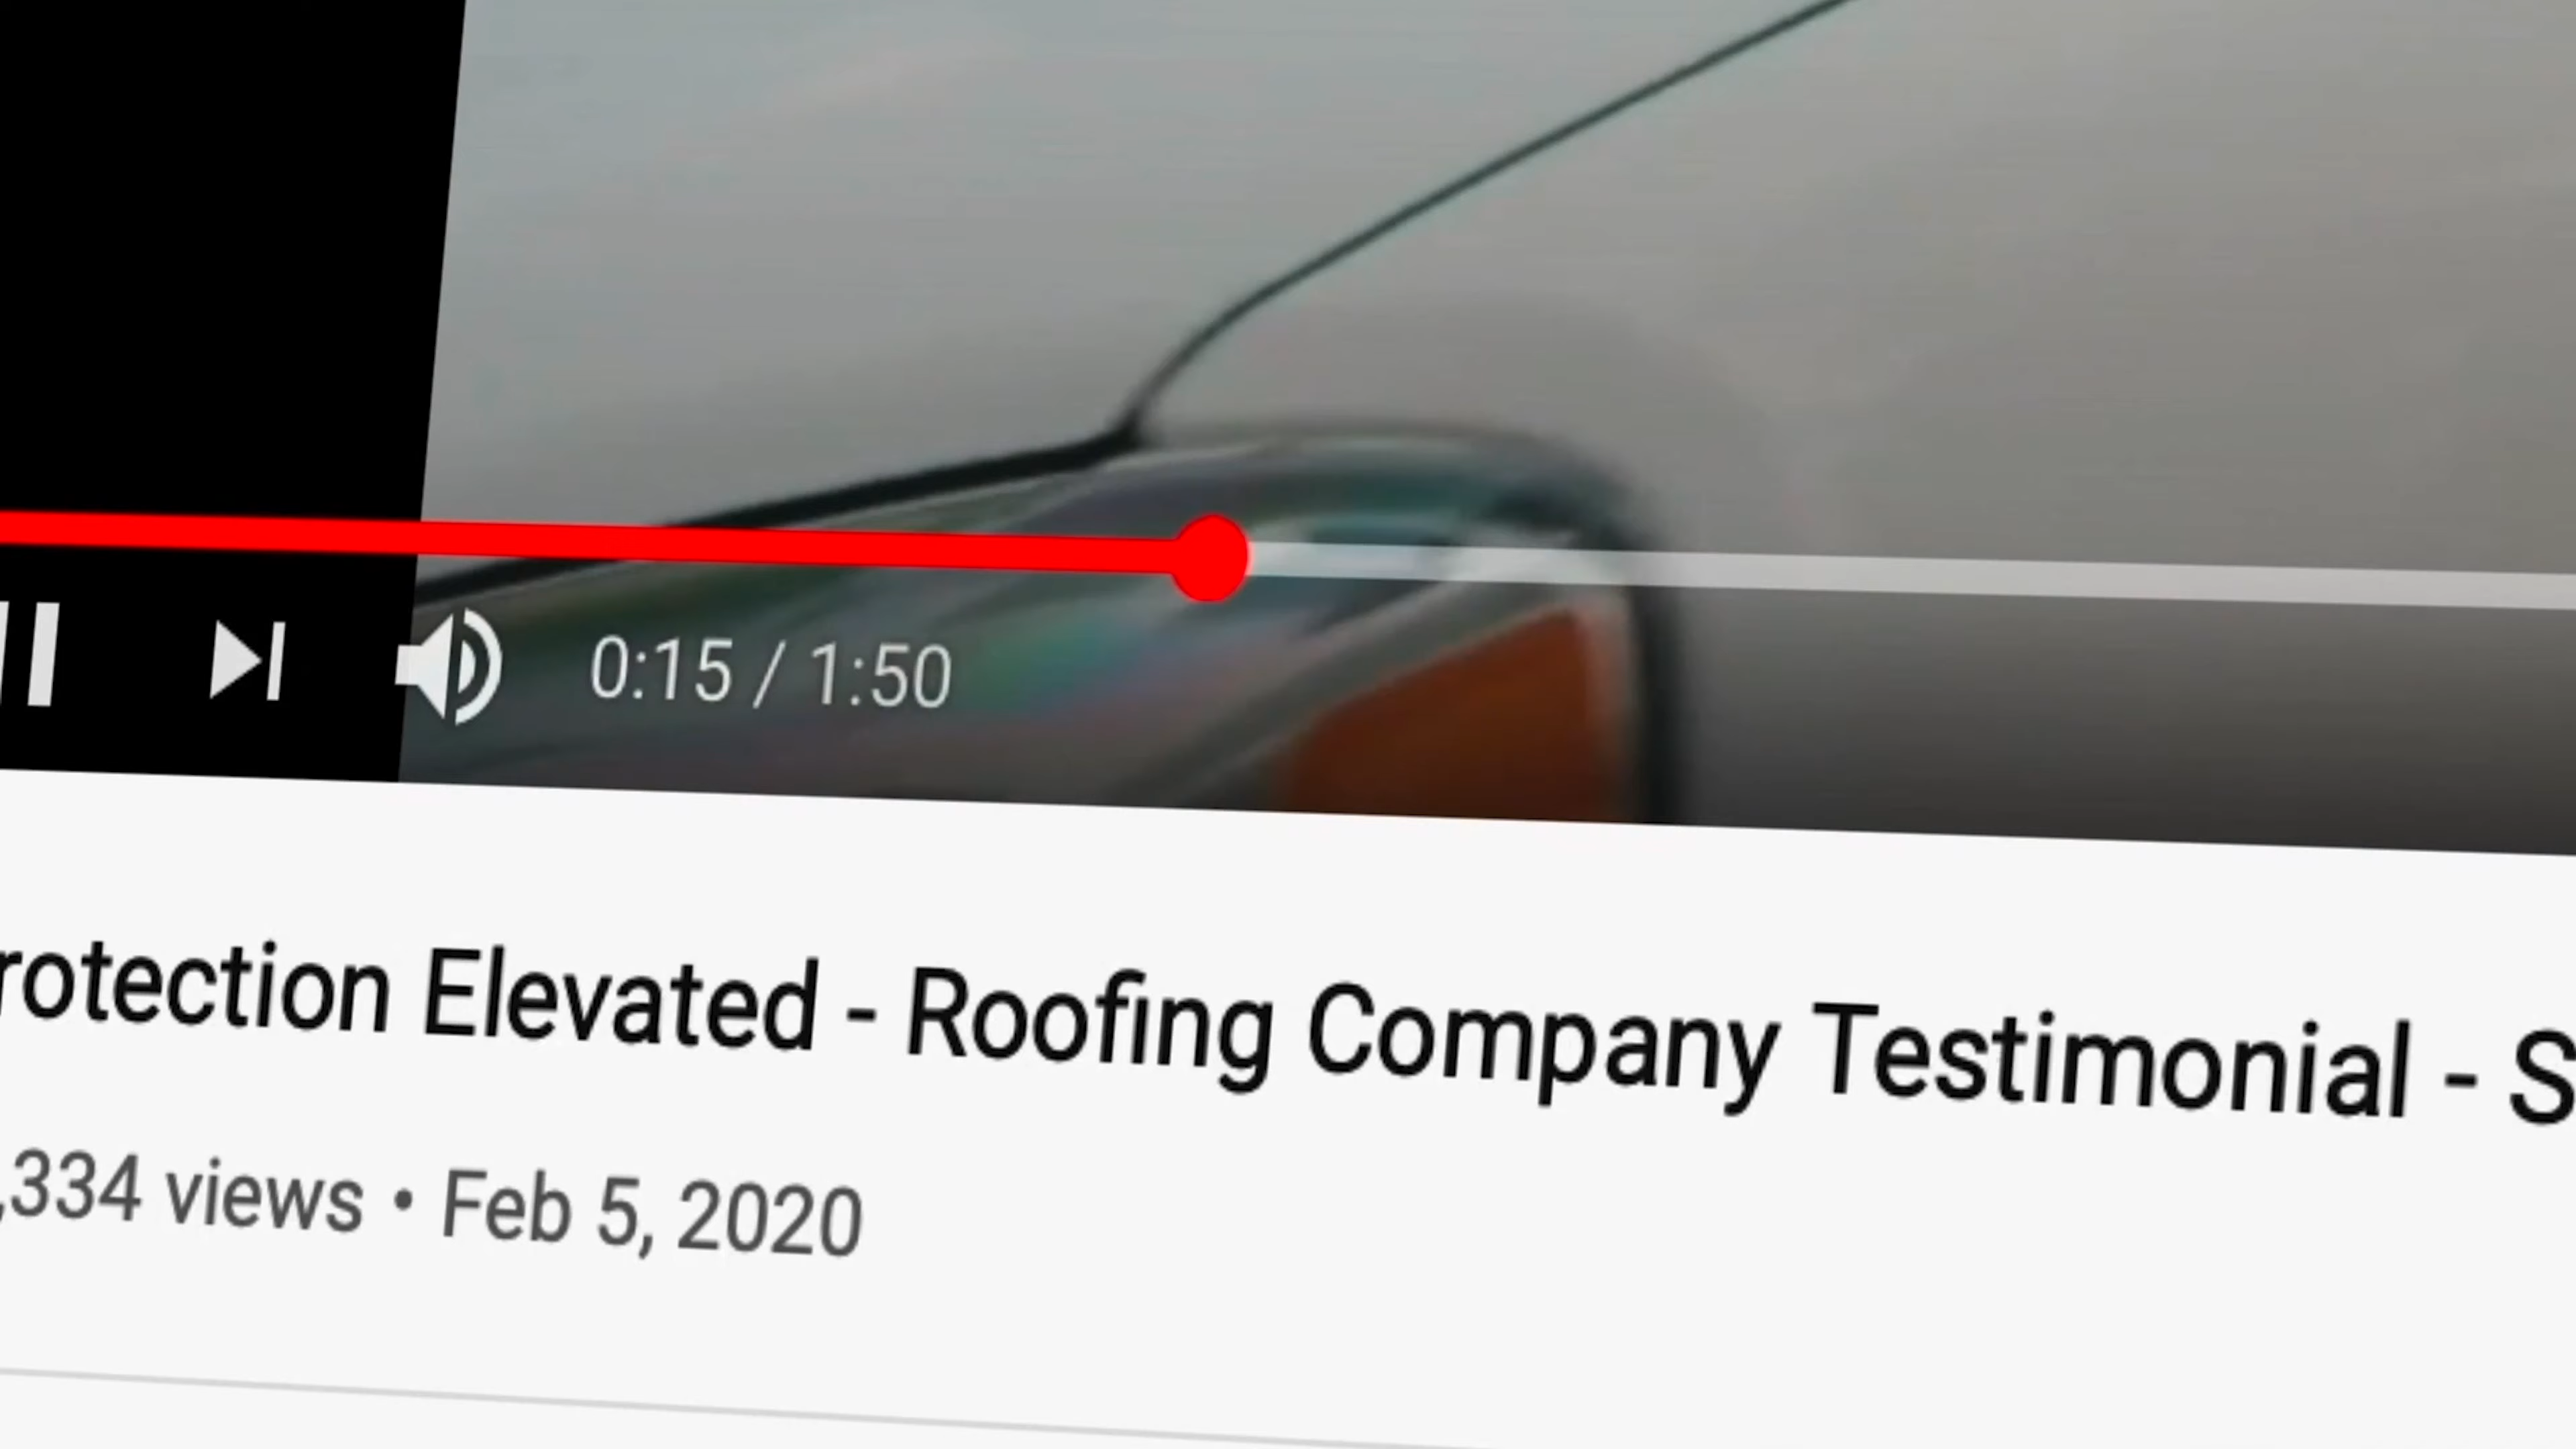 0:15 / 1:50
rotection Elevated - Roofing Company Testimonial - S
,334 views • Feb 5, 2020